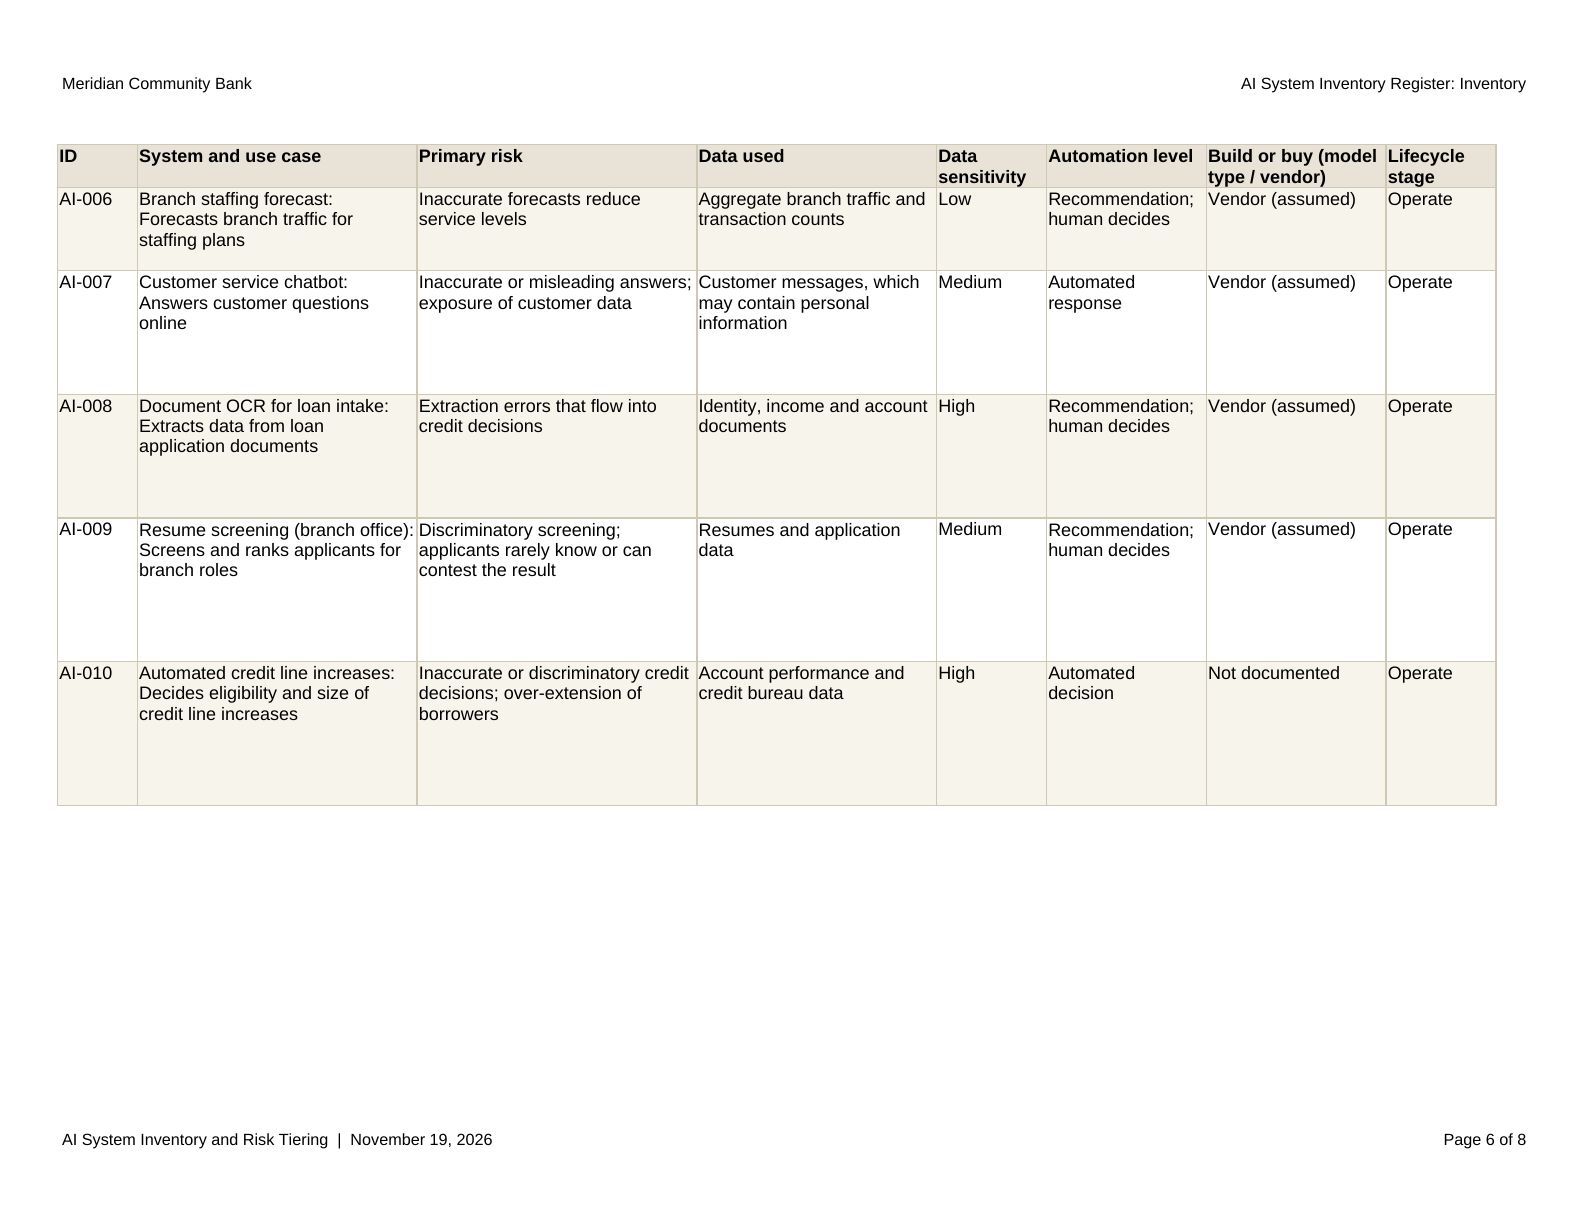 Meridian Community Bank
AI System Inventory Register: Inventory
ID
System and use case
Primary risk
Data used
Data
sensitivity
Automation level
Build or buy (model
type / vendor)
Lifecycle
stage
AI-006
Branch staffing forecast:
Forecasts branch traffic for
staffing plans
Inaccurate forecasts reduce
service levels
Aggregate branch traffic and
transaction counts
Low
Recommendation;
human decides
Vendor (assumed)
Operate
AI-007
Customer service chatbot:
Answers customer questions
online
Inaccurate or misleading answers;
exposure of customer data
Customer messages, which
may contain personal
information
Medium
Automated
response
Vendor (assumed)
Operate
AI-008
Document OCR for loan intake:
Extracts data from loan
application documents
Extraction errors that flow into
credit decisions
Identity, income and account
documents
High
Recommendation;
human decides
Vendor (assumed)
Operate
AI-009
Resume screening (branch office):
Screens and ranks applicants for
branch roles
Discriminatory screening;
applicants rarely know or can
contest the result
Resumes and application
data
Medium
Recommendation;
human decides
Vendor (assumed)
Operate
AI-010
Automated credit line increases:
Decides eligibility and size of
credit line increases
Inaccurate or discriminatory credit
decisions; over-extension of
borrowers
Account performance and
credit bureau data
High
Automated
decision
Not documented
Operate
AI System Inventory and Risk Tiering | November 19, 2026
Page 6 of 8